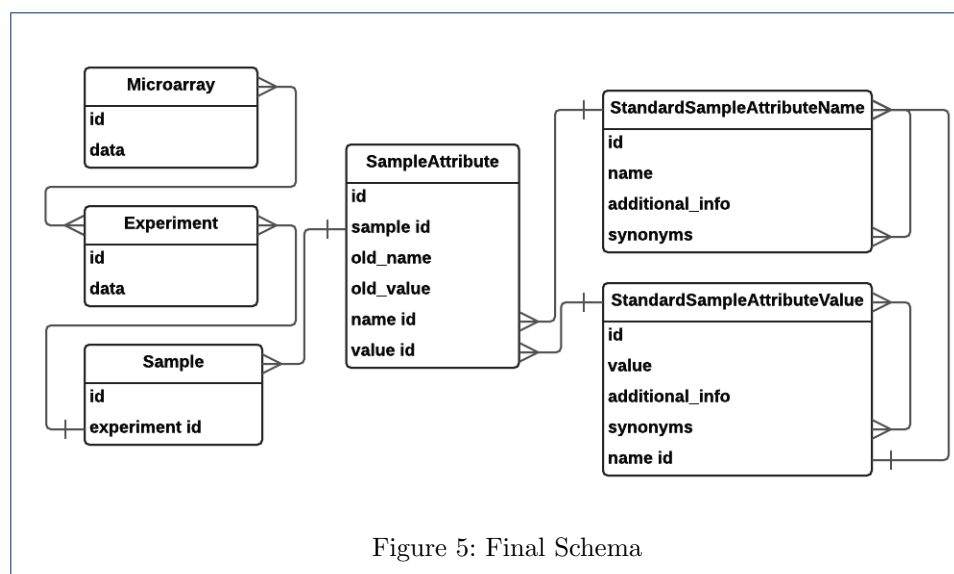 Microarray
id
data
Experiment
id
data
Sample
id
experiment id
SampleAttribute
id
sample id
old_name
old_value
name id
value id
StandardSampleAttributeName
id
name
additional_info
synonyms
StandardSampleAttributeValue
id
value
additional_info
synonyms
name id
Figure 5: Final Schema